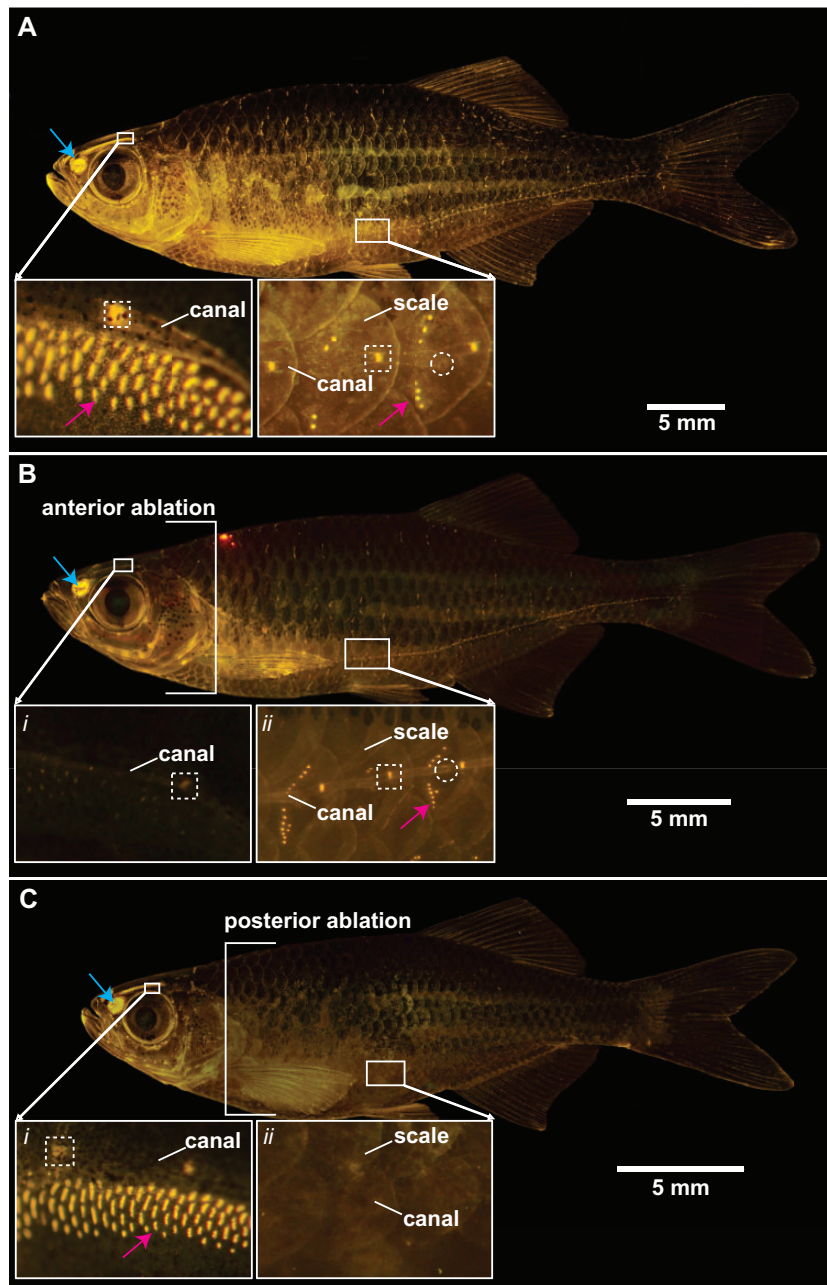 A
canal
scale
canal
5 mm
B
anterior ablation
i
canal
ii
scale
canal
5 mm
C
posterior ablation
i
canal
ii
scale
canal
5 mm